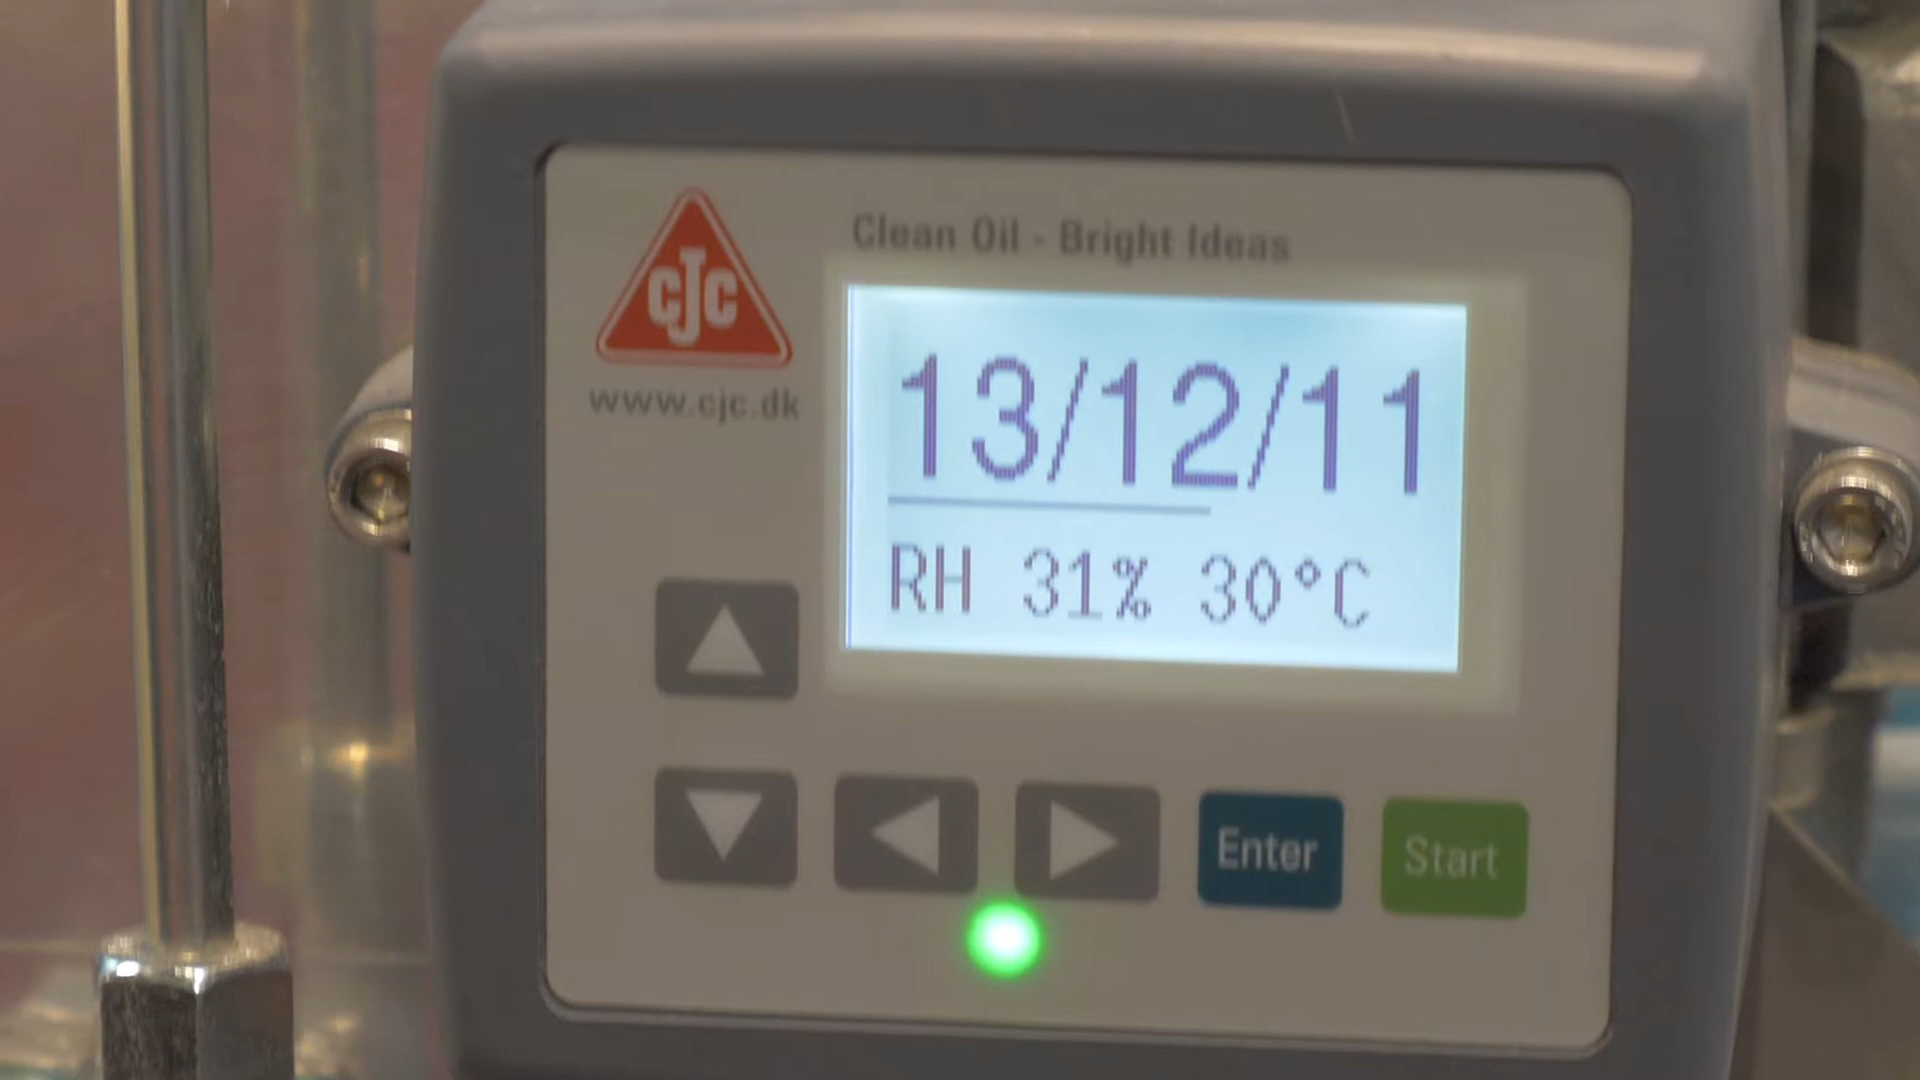 Clean Oil - Bright Ideas
CJC
www.cjc.dk
13/12/11
RH 31% 30°C
Enter
Start